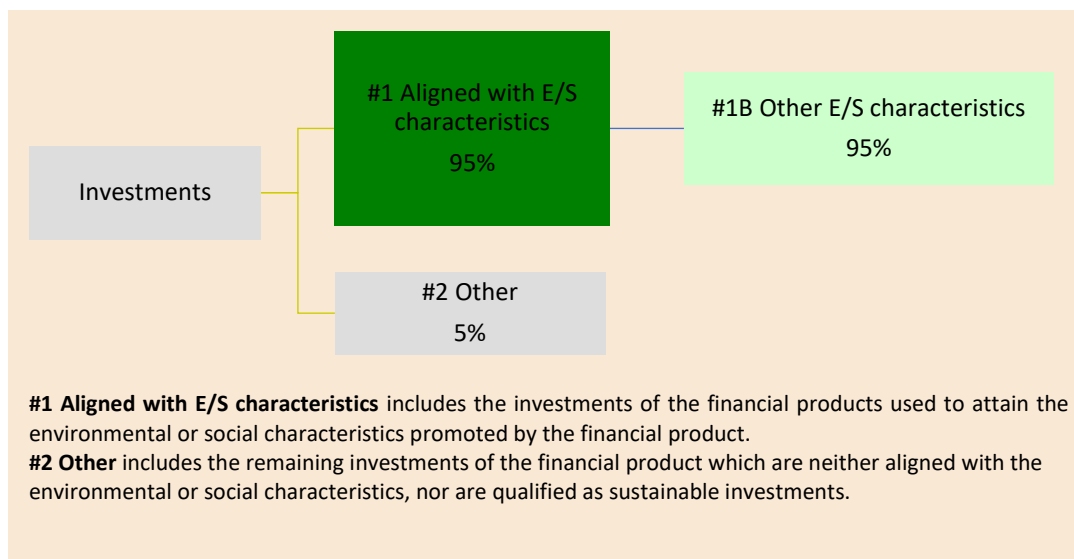 #1 Aligned with E/S
characteristics
95%
#1B Other E/S characteristics
95%
Investments
#2 Other
5%
#1 Aligned with E/S characteristics includes the investments of the financial products used to attain the
environmental or social characteristics promoted by the financial product.
#2 Other includes the remaining investments of the financial product which are neither aligned with the
environmental or social characteristics, nor are qualified as sustainable investments.